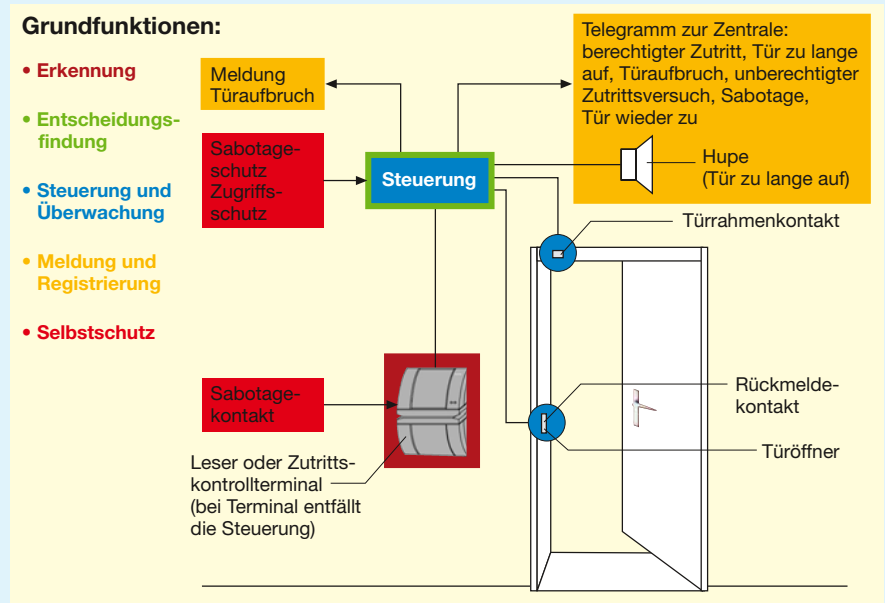 Grundfunktionen:
• Erkennung
• Entscheidungs-
findung
• Steuerung und
Überwachung
• Meldung und
Registrierung
• Selbstschutz
Meldung
Türaufbruch
Sabotage-
schutz
Zugriffs-
schutz
Steuerung
Telegramm zur Zentrale:
berechtigter Zutritt, Tür zu lange
auf, Türaufbruch, unberechtigter
Zutrittsversuch, Sabotage,
Tür wieder zu
Hupe
(Tür zu lange auf)
Türrahmenkontakt
Sabotage-
kontakt
Leser oder Zutritts-
kontrollterminal
(bei Terminal entfällt
die Steuerung)
Rückmelde-
kontakt
Türöffner